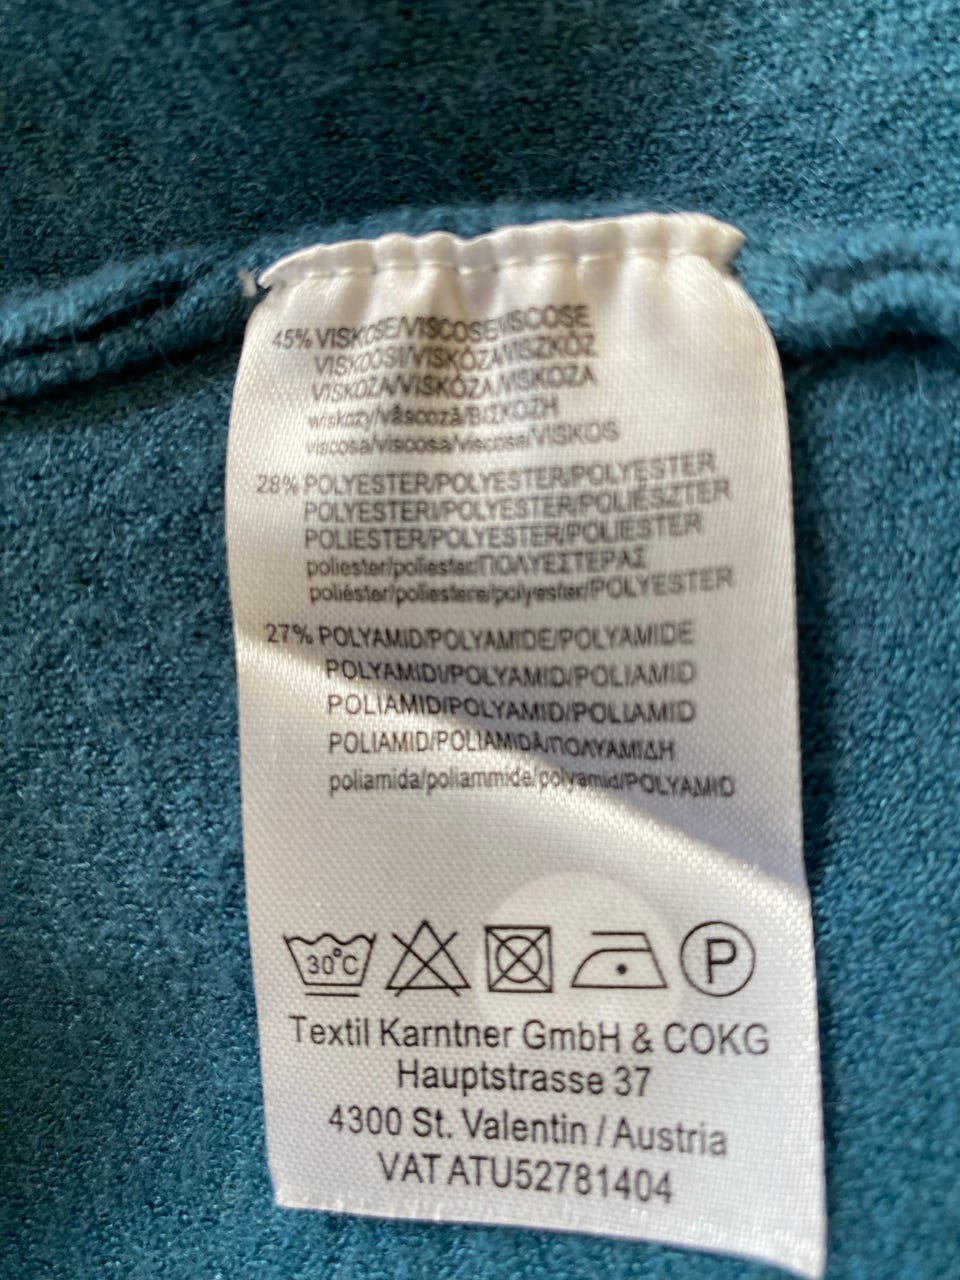 45% VISKOSE/VISCOSE/VISCOSE
VISKOOSI/VISKÓZA/VISZKÓZ
VISKOZA/VISKÓZA/VISKOZA
wiskozy/vâscoză/ΒΙΣΚΟΖΗ
viscosa/viscosa/viscose/VISKOS
28% POLYESTER/POLYESTER/POLYESTER
POLYESTERI/POLYESTER/POLIÉSZTER
POLIESTER/POLYESTER/POLIESTER
poliester/poliester/ΠΟΛΥΕΣΤΕΡΑΣ
poliéster/poliestere/polyester/POLYESTER
27% POLYAMID/POLYAMIDE/POLYAMIDE
POLYAMIDI/POLYAMID/POLIAMID
POLIAMID/POLYAMID/POLIAMID
POLIAMID/POLIAMIDĂ/ΠΟΛΥΑΜΙΔΗ
poliamida/poliammide/polyamid/POLYAMID
30°C P
Textil Karntner GmbH & COKG
Hauptstrasse 37
4300 St. Valentin / Austria
VAT ATU52781404